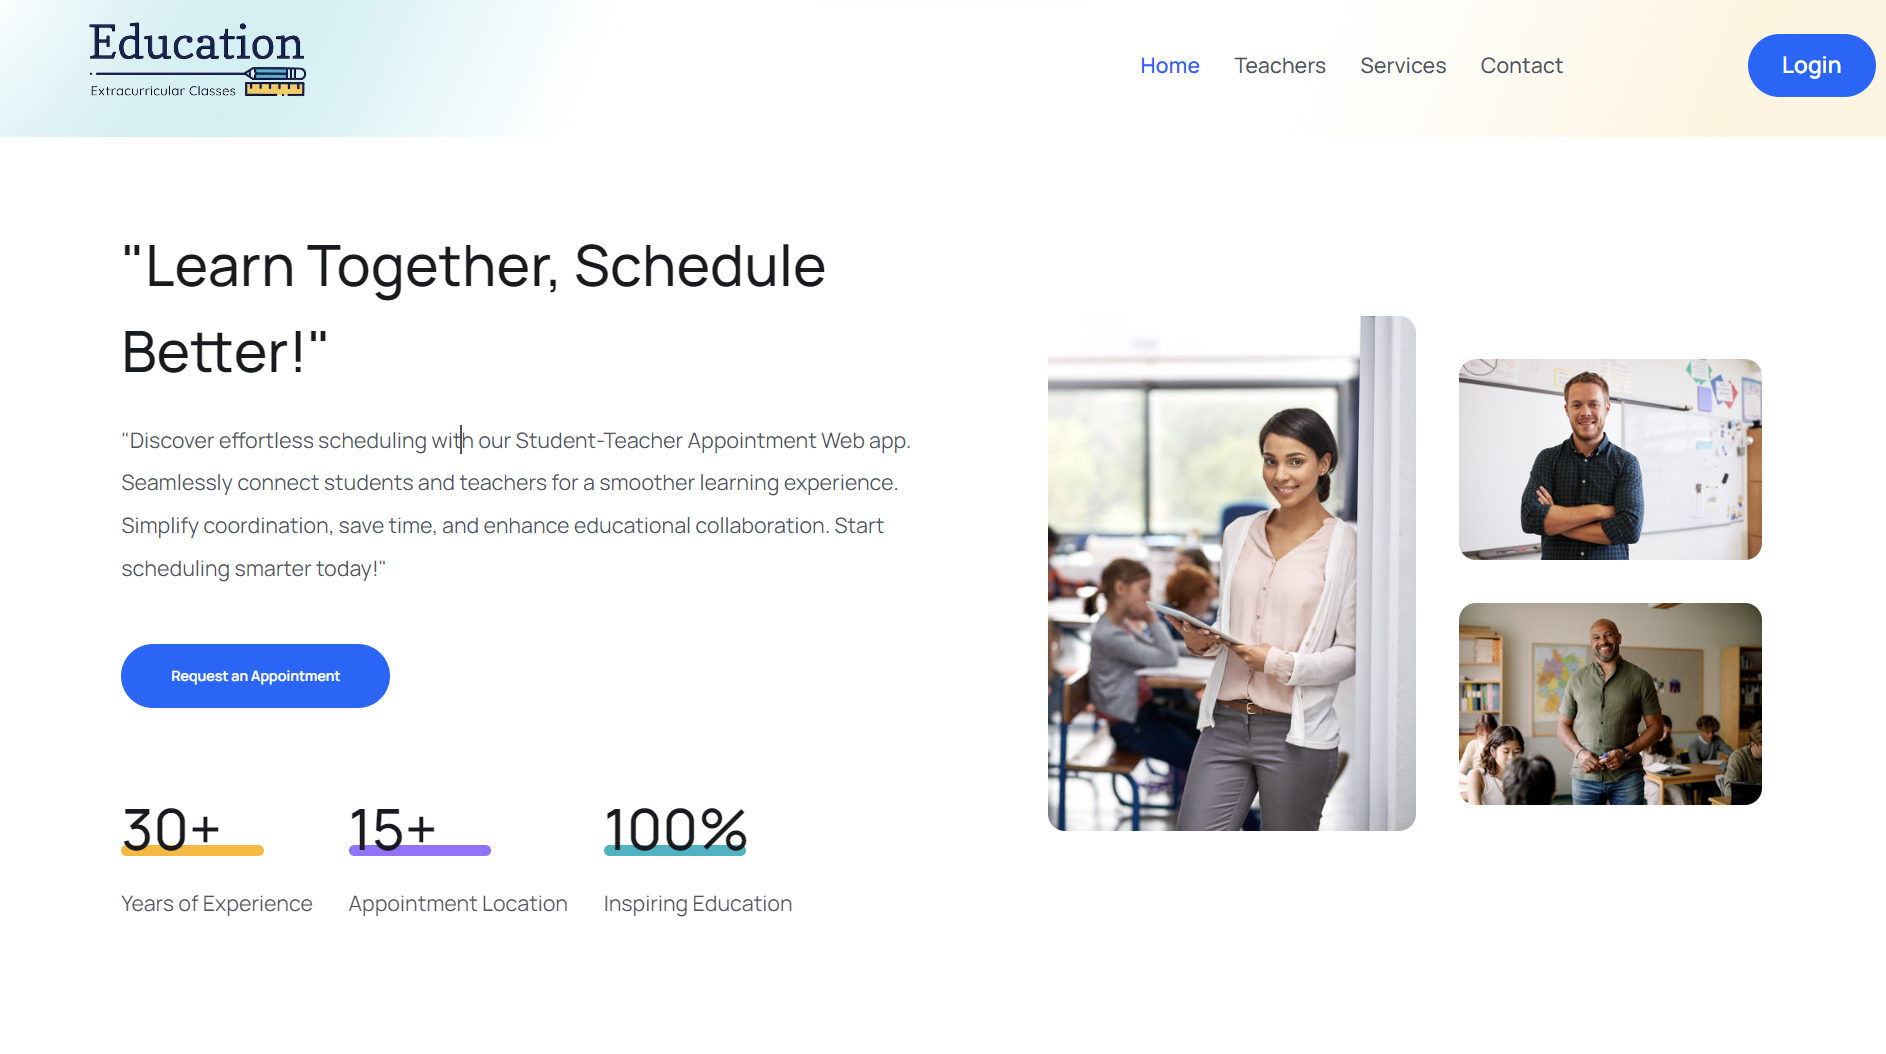 Education
Extracurricular Classes
Home Teachers Services Contact
Login
"Learn Together, Schedule
Better!"
"Discover effortless scheduling with our Student-Teacher Appointment Web app.
Seamlessly connect students and teachers for a smoother learning experience.
Simplify coordination, save time, and enhance educational collaboration. Start
scheduling smarter today!"
Request an Appointment
30+
Years of Experience
15+
Appointment Location
100%
Inspiring Education